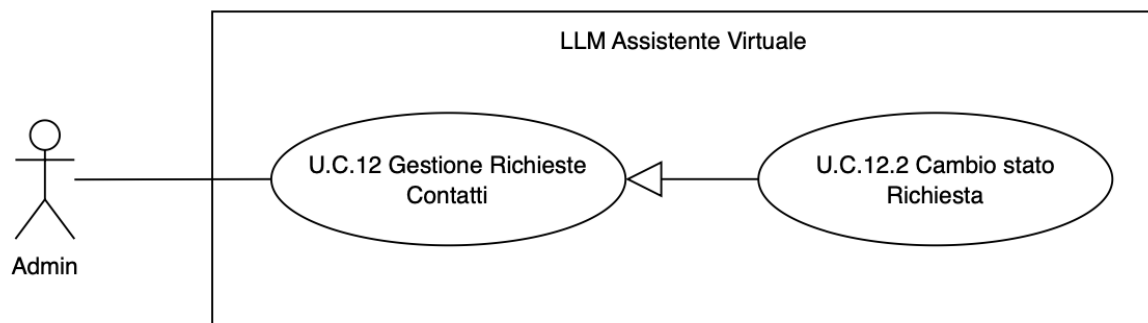 LLM Assistente Virtuale
U.C.12 Gestione Richieste
Contatti
U.C.12.2 Cambio stato
Richiesta
Admin